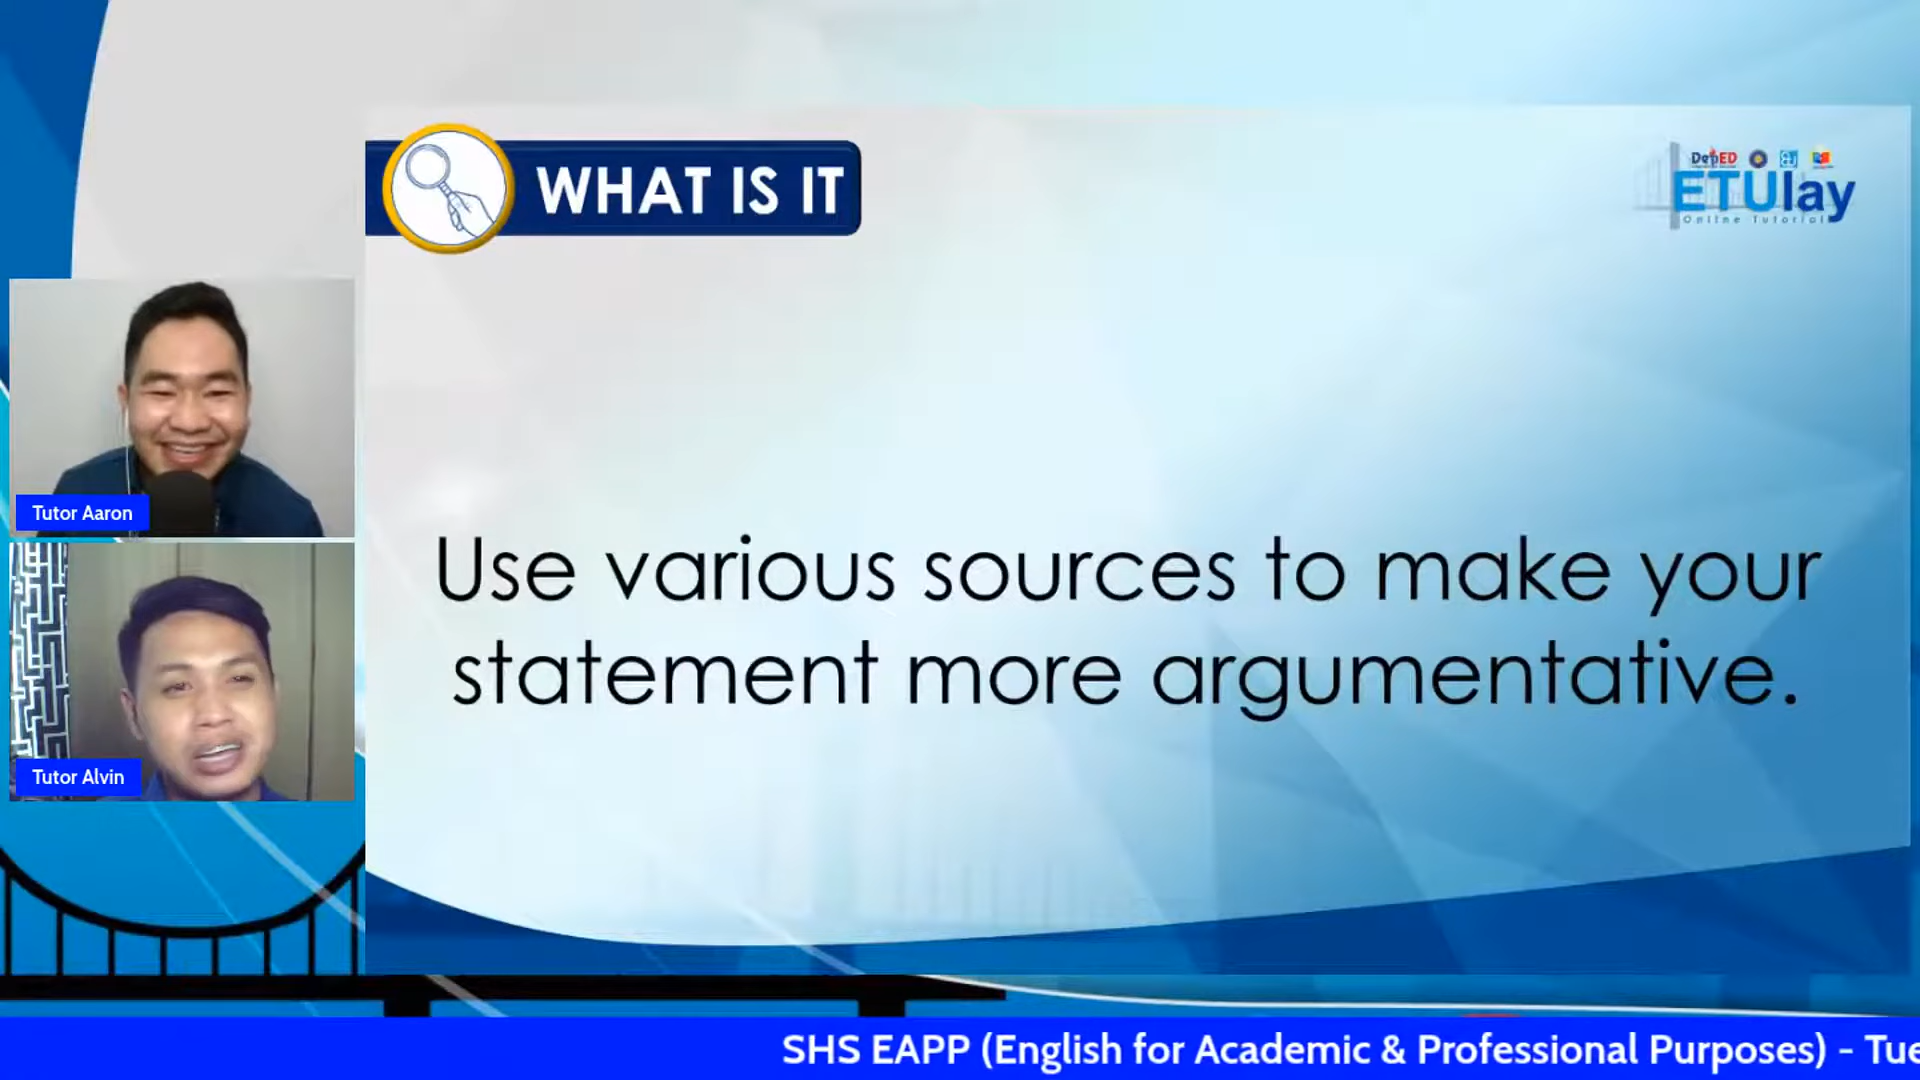 WHAT IS IT
DepED
ETUlay
Online Tutorial
Tutor Aaron
Use various sources to make your
statement more argumentative.
Tutor Alvin
SHS EAPP (English for Academic & Professional Purposes) - Tue